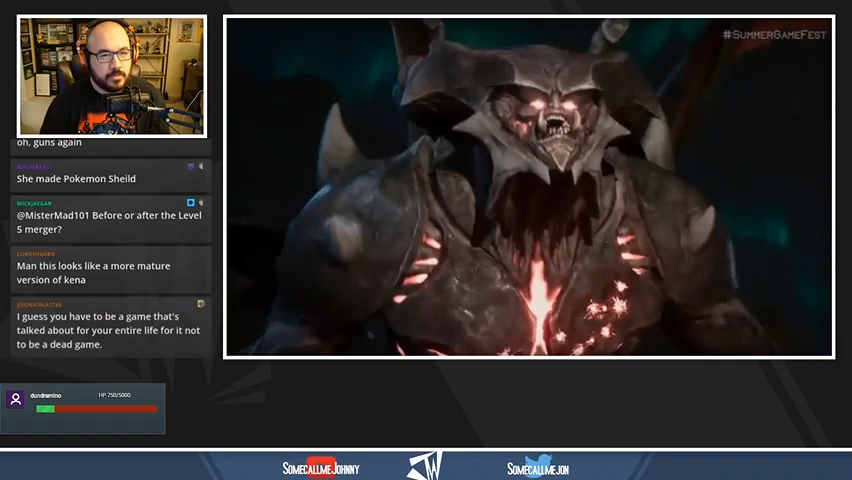 #SummerGameFest
oh, guns again
She made Pokemon Sheild
MICKJAEGAR
@MisterMad101 Before or after the Level
5 merger?
LORDSHADEN
Man this looks like a more mature
version of kena
I guess you have to be a game that's
talked about for your entire life for it not
to be a dead game.
dundramino HP 750/5000
SomecallmeJohnny
Somecallmejon